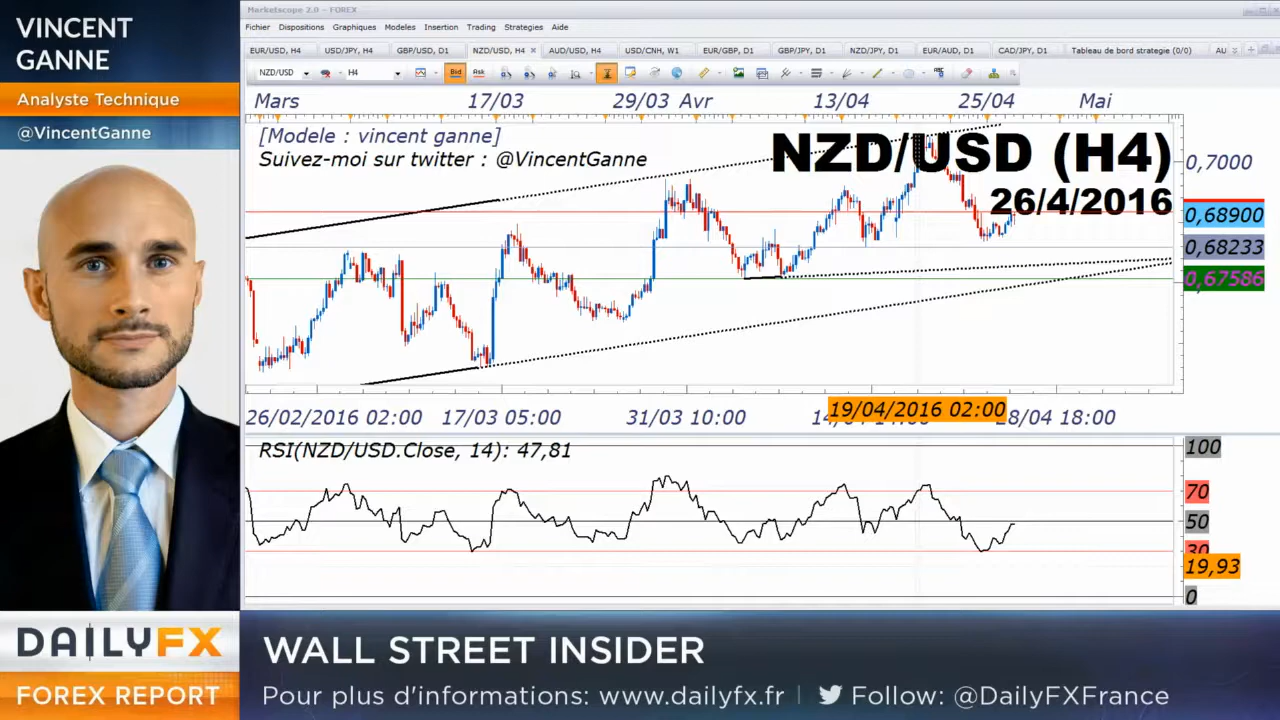 VINCENT
GANNE
Analyste Technique
@VincentGanne
Marketscope 2.0 - FOREX
Fichier Dispositions Graphiques Modeles Insertion Trading Strategies Aide
EUR/USD, H4 USD/JPY, H4 GBP/USD, D1 NZD/USD, H4 AUD/USD, H4 USD/CNH, W1 EUR/GBP, D1 GBP/JPY, D1 NZD/JPY, D1 EUR/AUD, D1 CAD/JPY, D1 Tableau de bord strategie (0/0) AU
NZD/USD H4 Bid Ask
Mars 17/03 29/03 Avr 13/04 25/04 Mai
[Modele : vincent ganne]
Suivez-moi sur twitter : @VincentGanne
NZD/USD (H4)
26/4/2016
0,7000
0,68900
0,68233
0,67586
26/02/2016 02:00 17/03 05:00 31/03 10:00 19/04/2016 02:00 28/04 18:00
RSI(NZD/USD.Close, 14): 47,81
100
70
50
30
19,93
0
DAILYFX
FOREX REPORT
WALL STREET INSIDER
Pour plus d'informations: www.dailyfx.fr | Follow: @DailyFXFrance